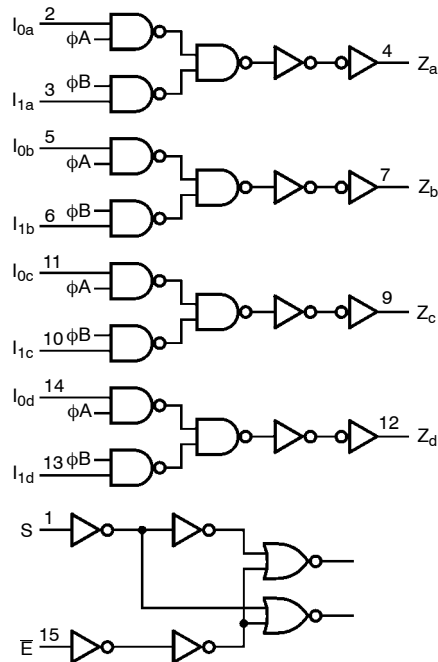 I0a 2
φA
φB
I1a 3
4 Za
I0b 5
φA
φB
I1b 6
7 Zb
I0c 11
φA
φB
I1c 10
9 Zc
I0d 14
φA
φB
I1d 13
12 Zd
S 1
E̅ 15